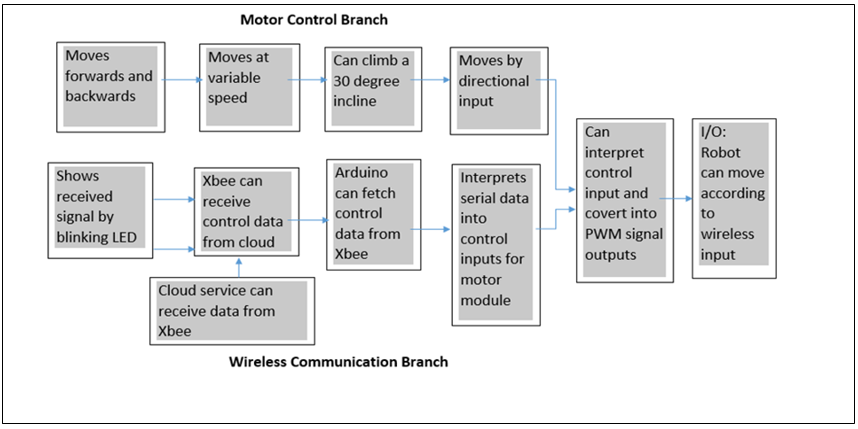 Motor Control Branch
Moves
forwards and
backwards
Moves at
variable
speed
Can climb a
30 degree
incline
Moves by
directional
input
Can
interpret
control
input and
covert into
PWM signal
outputs
I/O:
Robot
can move
according
to
wireless
input
Shows
received
signal by
blinking LED
Xbee can
receive
control data
from cloud
Arduino
can fetch
control
data from
Xbee
Interprets
serial data
into
control
inputs for
motor
module
Cloud service can
receive data from
Xbee
Wireless Communication Branch